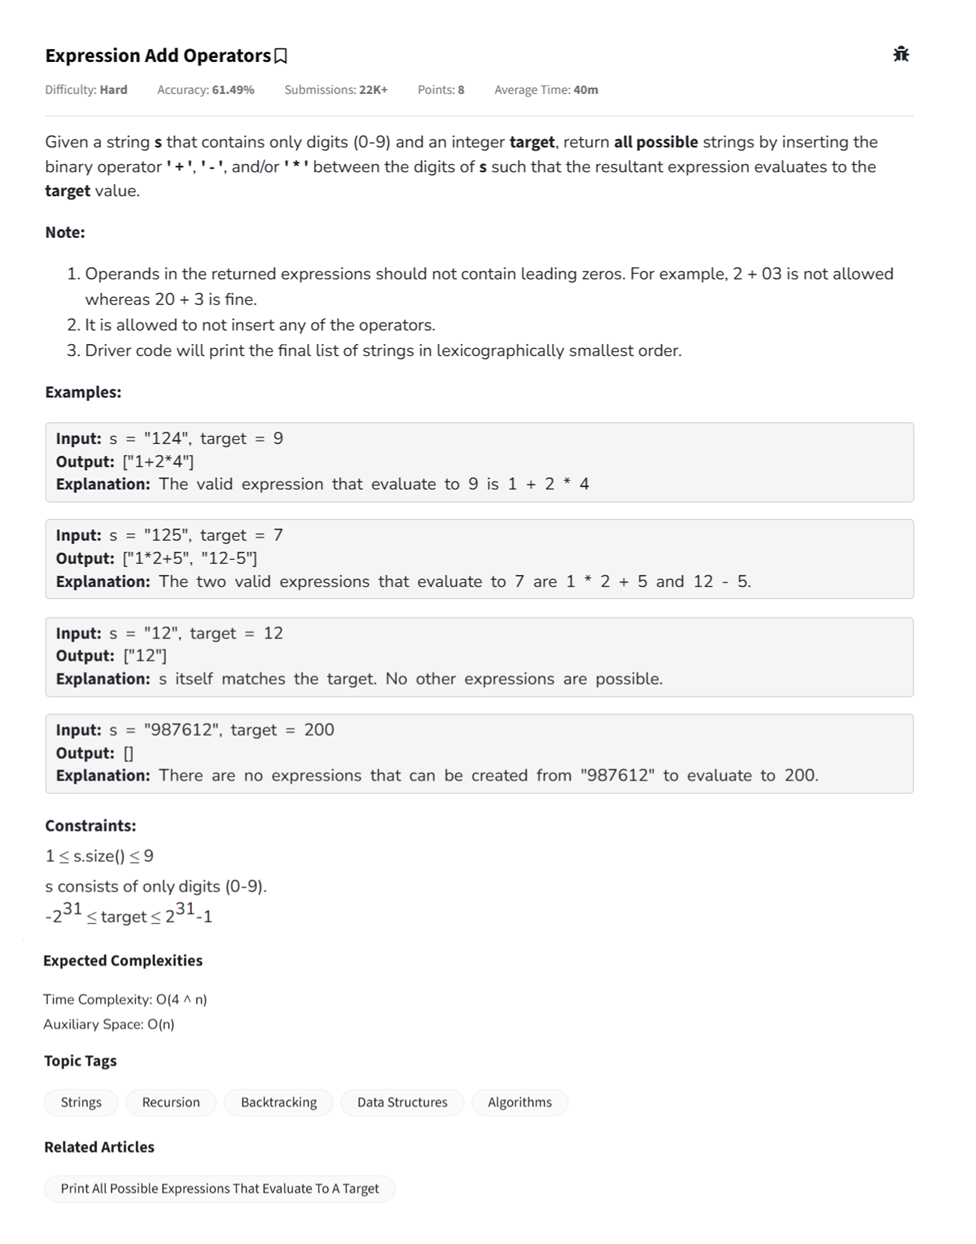 Expression Add Operators
Difficulty: Hard Accuracy: 61.49% Submissions: 22K+ Points: 8 Average Time: 40m
Given a string s that contains only digits (0-9) and an integer target, return all possible strings by inserting the
binary operator ' + ', ' - ', and/or ' * ' between the digits of s such that the resultant expression evaluates to the
target value.
Note:
1. Operands in the returned expressions should not contain leading zeros. For example, 2 + 03 is not allowed
whereas 20 + 3 is fine.
2. It is allowed to not insert any of the operators.
3. Driver code will print the final list of strings in lexicographically smallest order.
Examples:
Input: s = "124", target = 9
Output: ["1+2*4"]
Explanation: The valid expression that evaluate to 9 is 1 + 2 * 4
Input: s = "125", target = 7
Output: ["1*2+5", "12-5"]
Explanation: The two valid expressions that evaluate to 7 are 1 * 2 + 5 and 12 - 5.
Input: s = "12", target = 12
Output: ["12"]
Explanation: s itself matches the target. No other expressions are possible.
Input: s = "987612", target = 200
Output: []
Explanation: There are no expressions that can be created from "987612" to evaluate to 200.
Constraints:
1 ≤ s.size() ≤ 9
s consists of only digits (0-9).
-2^31 ≤ target ≤ 2^31-1
Expected Complexities
Time Complexity: O(4 ^ n)
Auxiliary Space: O(n)
Topic Tags
Strings Recursion Backtracking Data Structures Algorithms
Related Articles
Print All Possible Expressions That Evaluate To A Target